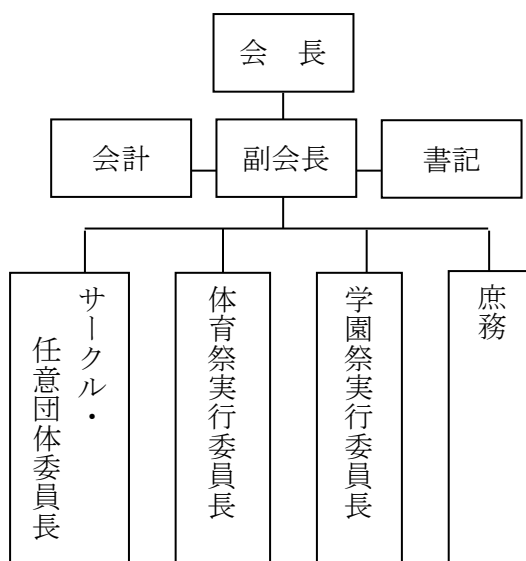 会　長
会計
副会長
書記
サークル・
任意団体委員長
体育祭実行委員長
学園祭実行委員長
庶務